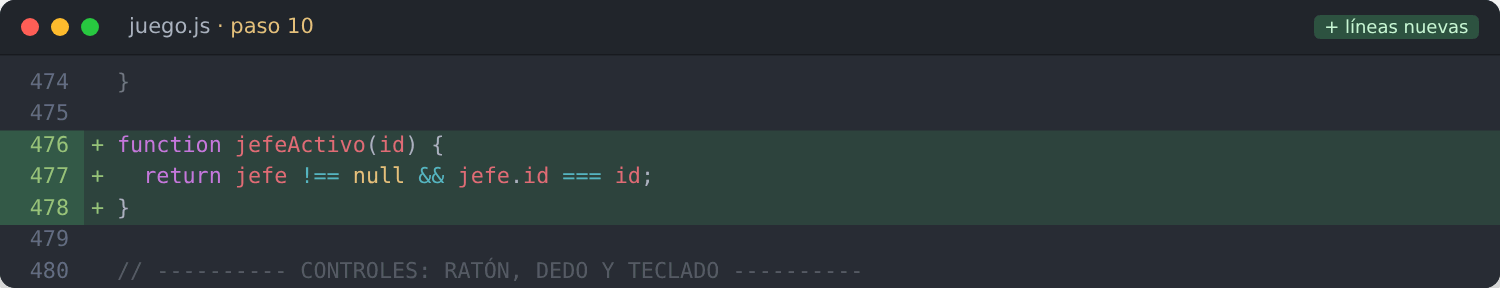 juego.js · paso 10
+ líneas nuevas
474 }
475
476 + function jefeActivo(id) {
477 +   return jefe !== null && jefe.id === id;
478 + }
479
480 // ---------- CONTROLES: RATÓN, DEDO Y TECLADO ----------